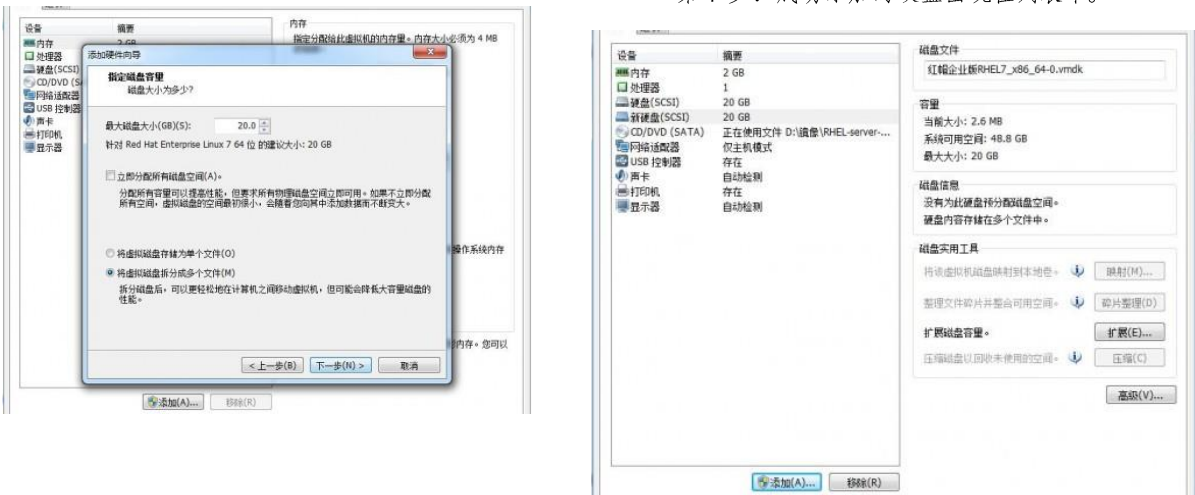 设备
摘要
内存
指定分配给此虚拟机的内存量。内存大小必须为 4 MB
内存
2 GB
处理器
硬盘(SCSI)
CD/DVD (SA
网络适配器
USB 控制器
声卡
打印机
显示器
添加硬件向导
指定磁盘容量
磁盘大小为多少?
最大磁盘大小(GB)(S):
20.0
针对 Red Hat Enterprise Linux 7 64 位 的建议大小: 20 GB
立即分配所有磁盘空间(A)。
分配所有容量可以提高性能,但要求所有物理磁盘空间立即可用。如果不立即分配
所有空间,虚拟磁盘的空间最初很小,会随着您向其中添加数据而不断变大。
将虚拟磁盘存储为单个文件(O)
将虚拟磁盘拆分成多个文件(M)
拆分磁盘后,可以更轻松地在计算机之间移动虚拟机,但可能会降低大容量磁盘的
性能。
操作系统内存
内存。您可以
< 上一步(B)
下一步(N) >
取消
添加(A)...
移除(R)
设备
摘要
内存
2 GB
处理器
1
硬盘(SCSI)
20 GB
新硬盘(SCSI)
20 GB
CD/DVD (SATA)
正在使用文件 D:\镜像\RHEL-server-...
网络适配器
仅主机模式
USB 控制器
存在
声卡
自动检测
打印机
存在
显示器
自动检测
添加(A)...
移除(R)
磁盘文件
红帽企业版RHEL7_x86_64-0.vmdk
容量
当前大小: 2.6 MB
系统可用空间: 48.8 GB
最大大小: 20 GB
磁盘信息
没有为此硬盘预分配磁盘空间。
硬盘内容存储在多个文件中。
磁盘实用工具
将该虚拟机磁盘映射到本地卷。
映射(M)...
整理文件碎片并整合可用空间。
碎片整理(D)
扩展磁盘容量。
扩展(E)...
压缩磁盘以回收未使用的空间。
压缩(C)
高级(V)...